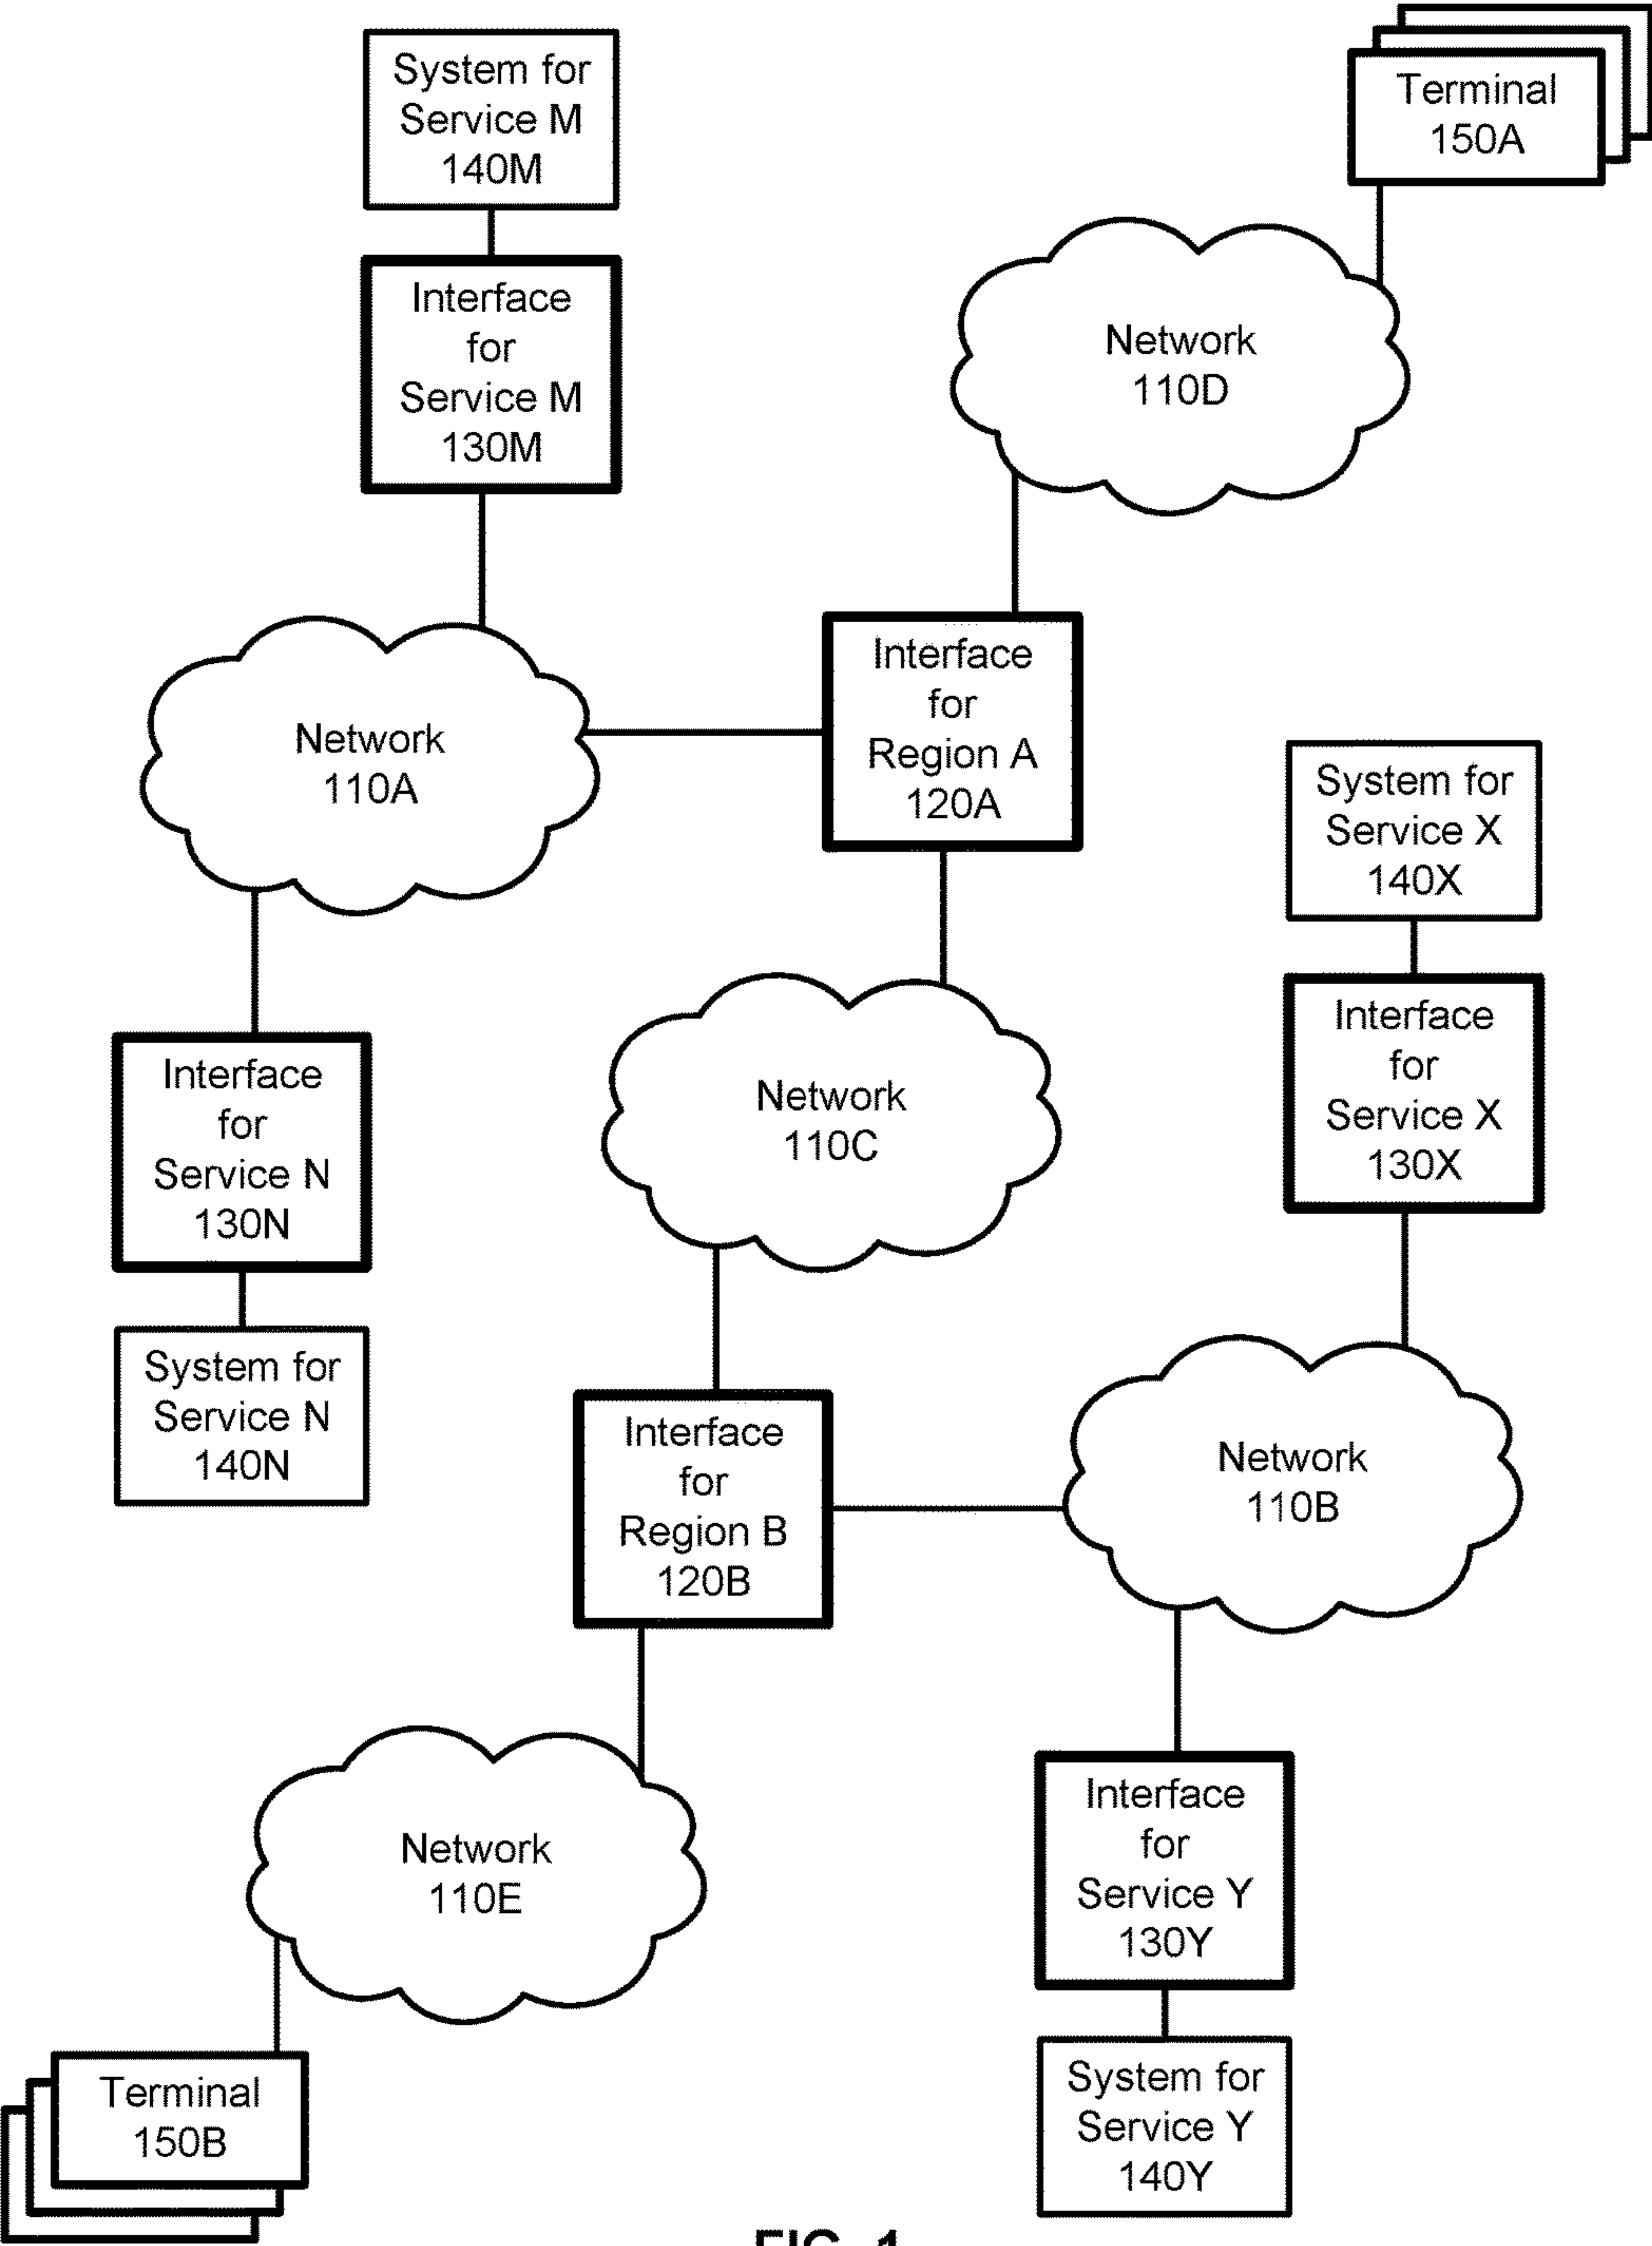 System for
Service M
140M
Terminal
150A
Interface
for
Service M
130M
Network
110D
Interface
for
Region A
120A
Network
110A
System for
Service X
140X
Interface
for
Service X
130X
Interface
for
Service N
130N
Network
110C
System for
Service N
140N
Interface
for
Region B
120B
Network
110B
Network
110E
Interface
for
Service Y
130Y
Terminal
150B
System for
Service Y
140Y
FIG. 1